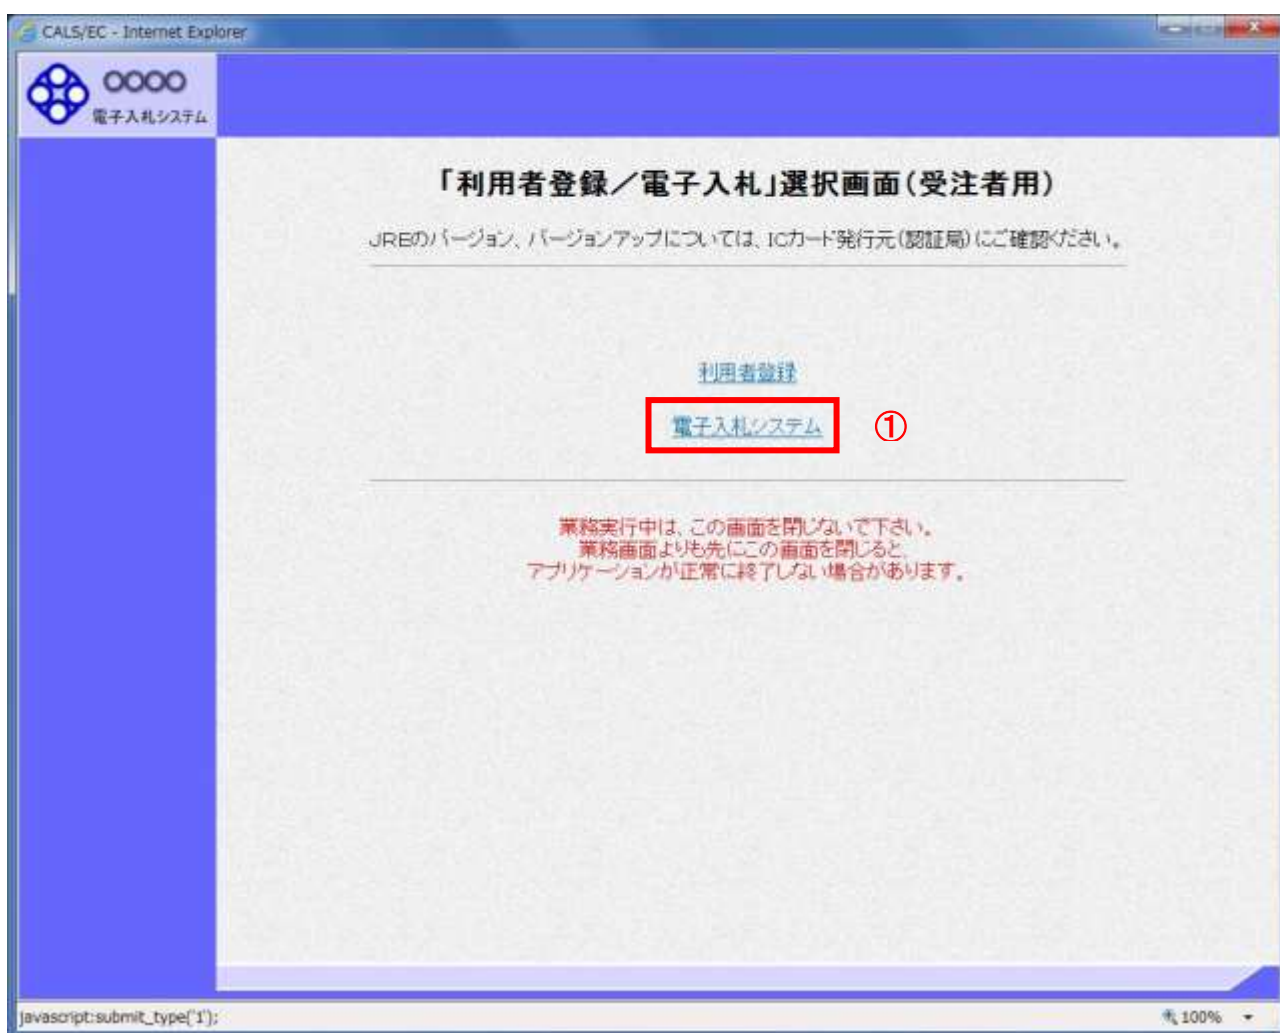 CALS/EC - Internet Explorer
○○○○
電子入札システム
「利用者登録／電子入札」選択画面（受注者用）
JREのバージョン、バージョンアップについては、ICカード発行元（認証局）にご確認ください。
利用者登録
電子入札システム
①
業務実行中は、この画面を閉じないで下さい。
業務画面よりも先にこの画面を閉じると、
アプリケーションが正常に終了しない場合があります。
javascript:submit_type('1');
100%